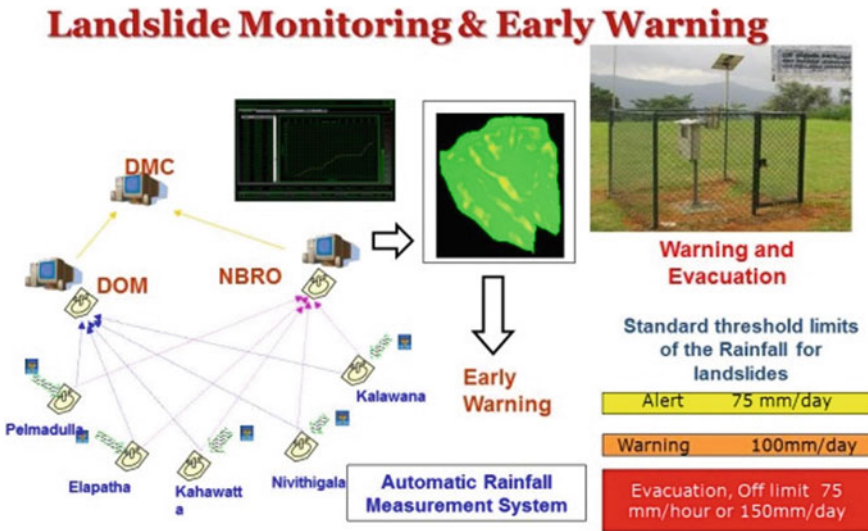 Landslide Monitoring & Early Warning
DMC
DOM
NBRO
Pelmadulla
Elapatha
Kahawatt
a
Nivithigala
Kalawana
Early
Warning
Automatic Rainfall
Measurement System
Warning and
Evacuation
Standard threshold limits
of the Rainfall for
landslides
Alert 75 mm/day
Warning 100mm/day
Evacuation, Off limit 75
mm/hour or 150mm/day